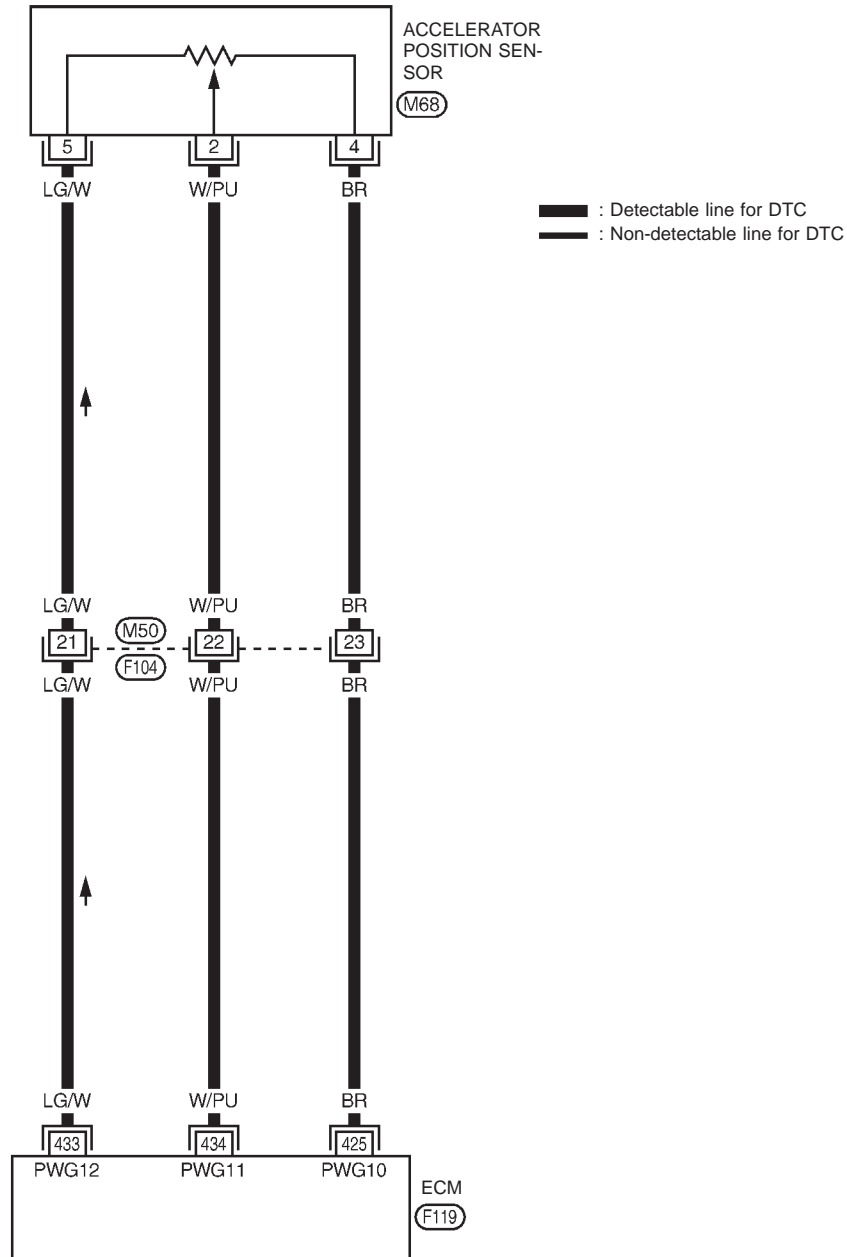 ACCELERATOR
POSITION SEN-
SOR
M68
5 2 4
LG/W W/PU BR
: Detectable line for DTC
: Non-detectable line for DTC
LG/W W/PU BR
M50
21 22 23
F104
LG/W W/PU BR
LG/W W/PU BR
433 434 425
PWG12 PWG11 PWG10
ECM
F119